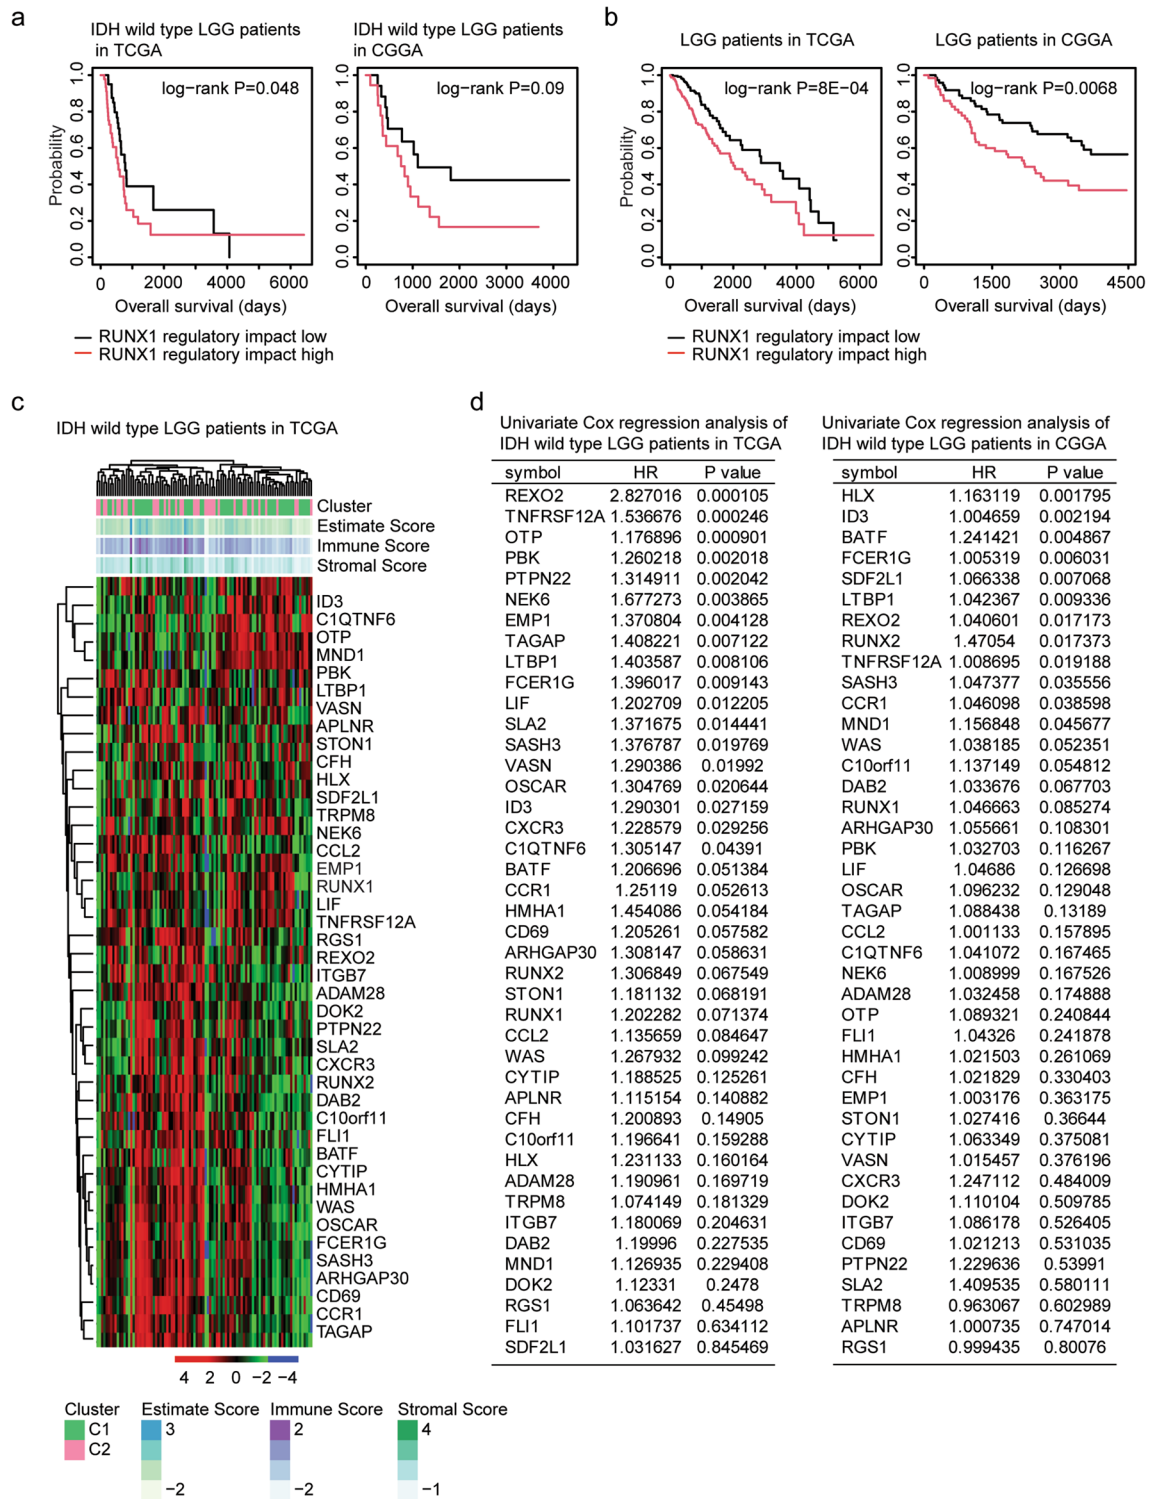 a
IDH wild type LGG patients
in TCGA
IDH wild type LGG patients
in CGGA
b
LGG patients in TCGA
LGG patients in CGGA
Probability
0.0 0.2 0.4 0.6 0.8 1.0
log-rank P=0.048
0 2000 4000 6000
Overall survival (days)
0.0 0.2 0.4 0.6 0.8 1.0
log-rank P=0.09
0 1000 2000 3000 4000
Overall survival (days)
RUNX1 regulatory impact low
RUNX1 regulatory impact high
Probability
0.0 0.2 0.4 0.6 0.8 1.0
log-rank P=8E−04
0 2000 4000 6000
Overall survival (days)
0.0 0.2 0.4 0.6 0.8 1.0
log-rank P=0.0068
0 1500 3000 4500
Overall survival (days)
RUNX1 regulatory impact low
RUNX1 regulatory impact high
c
IDH wild type LGG patients in TCGA
Cluster
Estimate Score
Immune Score
Stromal Score
ID3
C1QTNF6
OTP
MND1
PBK
LTBP1
VASN
APLNR
STON1
CFH
HLX
SDF2L1
TRPM8
NEK6
CCL2
EMP1
RUNX1
LIF
TNFRSF12A
RGS1
REXO2
ITGB7
ADAM28
DOK2
PTPN22
SLA2
CXCR3
RUNX2
DAB2
C10orf11
FLI1
BATF
CYTIP
HMHA1
WAS
OSCAR
FCER1G
SASH3
ARHGAP30
CD69
CCR1
TAGAP
4 2 0 −2 −4
Cluster
C1
C2
Estimate Score
3
−2
Immune Score
2
−2
Stromal Score
4
−1
d
Univariate Cox regression analysis of
IDH wild type LGG patients in TCGA
symbol HR P value
REXO2 2.827016 0.000105
TNFRSF12A 1.536676 0.000246
OTP 1.176896 0.000901
PBK 1.260218 0.002018
PTPN22 1.314911 0.002042
NEK6 1.677273 0.003865
EMP1 1.370804 0.004128
TAGAP 1.408221 0.007122
LTBP1 1.403587 0.008106
FCER1G 1.396017 0.009143
LIF 1.202709 0.012205
SLA2 1.371675 0.014441
SASH3 1.376787 0.019769
VASN 1.290386 0.01992
OSCAR 1.304769 0.020644
ID3 1.290301 0.027159
CXCR3 1.228579 0.029256
C1QTNF6 1.305147 0.04391
BATF 1.206696 0.051384
CCR1 1.25119 0.052613
HMHA1 1.454086 0.054184
CD69 1.205261 0.057582
ARHGAP30 1.308147 0.058631
RUNX2 1.306849 0.067549
STON1 1.181132 0.068191
RUNX1 1.202282 0.071374
CCL2 1.135659 0.084647
WAS 1.267932 0.099242
CYTIP 1.188525 0.125261
APLNR 1.115154 0.140882
CFH 1.200893 0.14905
C10orf11 1.196641 0.159288
HLX 1.231133 0.160164
ADAM28 1.190961 0.169719
TRPM8 1.074149 0.181329
ITGB7 1.180069 0.204631
DAB2 1.19996 0.227535
MND1 1.126935 0.229408
DOK2 1.12331 0.2478
RGS1 1.063642 0.45498
FLI1 1.101737 0.634112
SDF2L1 1.031627 0.845469
Univariate Cox regression analysis of
IDH wild type LGG patients in CGGA
symbol HR P value
HLX 1.163119 0.001795
ID3 1.004659 0.002194
BATF 1.241421 0.004867
FCER1G 1.005319 0.006031
SDF2L1 1.066338 0.007068
LTBP1 1.042367 0.009336
REXO2 1.040601 0.017173
RUNX2 1.47054 0.017373
TNFRSF12A 1.008695 0.019188
SASH3 1.047377 0.035556
CCR1 1.046098 0.038598
MND1 1.156848 0.045677
WAS 1.038185 0.052351
C10orf11 1.137149 0.054812
DAB2 1.033676 0.067703
RUNX1 1.046663 0.085274
ARHGAP30 1.055661 0.108301
PBK 1.032703 0.116267
LIF 1.04686 0.126698
OSCAR 1.096232 0.129048
TAGAP 1.088438 0.13189
CCL2 1.001133 0.157895
C1QTNF6 1.041072 0.167465
NEK6 1.008999 0.167526
ADAM28 1.032458 0.174888
OTP 1.089321 0.240844
FLI1 1.04326 0.241878
HMHA1 1.021503 0.261069
CFH 1.021829 0.330403
EMP1 1.003176 0.363175
STON1 1.027416 0.36644
CYTIP 1.063349 0.375081
VASN 1.015457 0.376196
CXCR3 1.247112 0.484009
DOK2 1.110104 0.509785
ITGB7 1.086178 0.526405
CD69 1.021213 0.531035
PTPN22 1.229636 0.53991
SLA2 1.409535 0.580111
TRPM8 0.963067 0.602989
APLNR 1.000735 0.747014
RGS1 0.999435 0.80076